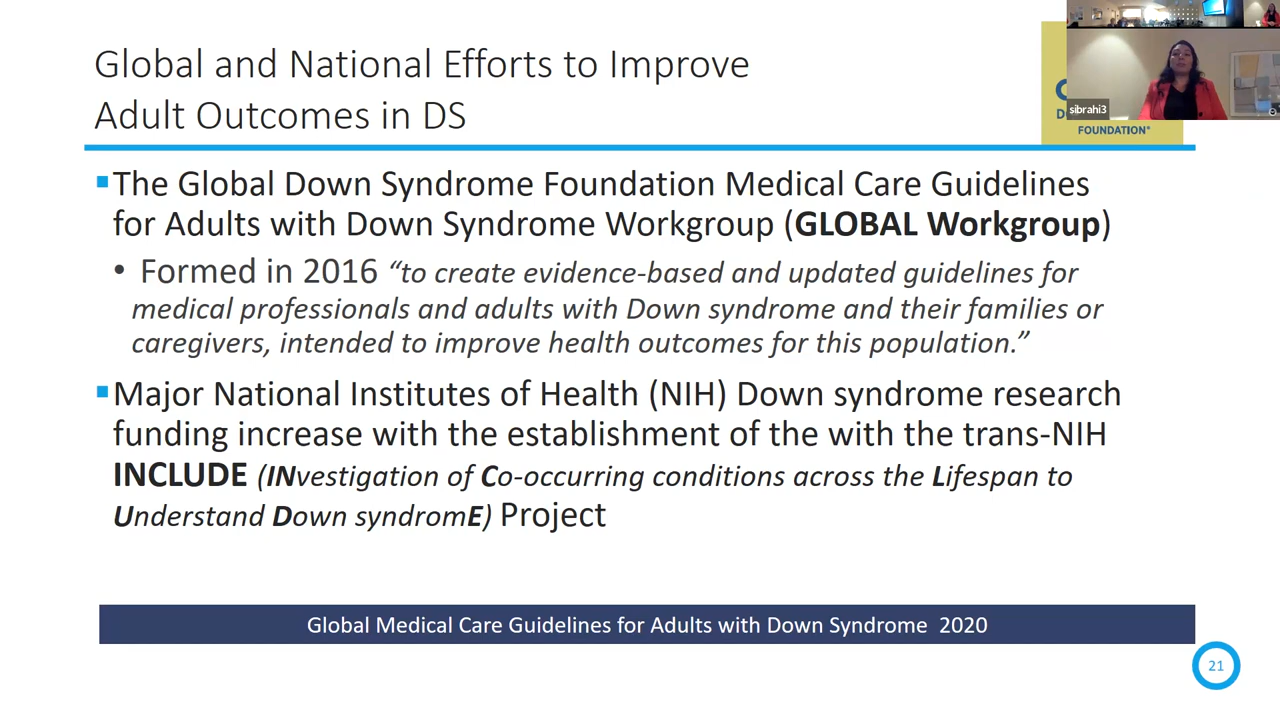 Global and National Efforts to Improve
Adult Outcomes in DS
sibrahi3
FOUNDATION®
▪The Global Down Syndrome Foundation Medical Care Guidelines
for Adults with Down Syndrome Workgroup (GLOBAL Workgroup)
• Formed in 2016 “to create evidence-based and updated guidelines for
medical professionals and adults with Down syndrome and their families or
caregivers, intended to improve health outcomes for this population.”
▪Major National Institutes of Health (NIH) Down syndrome research
funding increase with the establishment of the with the trans-NIH
INCLUDE (INvestigation of Co-occurring conditions across the Lifespan to
Understand Down syndromE) Project
Global Medical Care Guidelines for Adults with Down Syndrome 2020
21